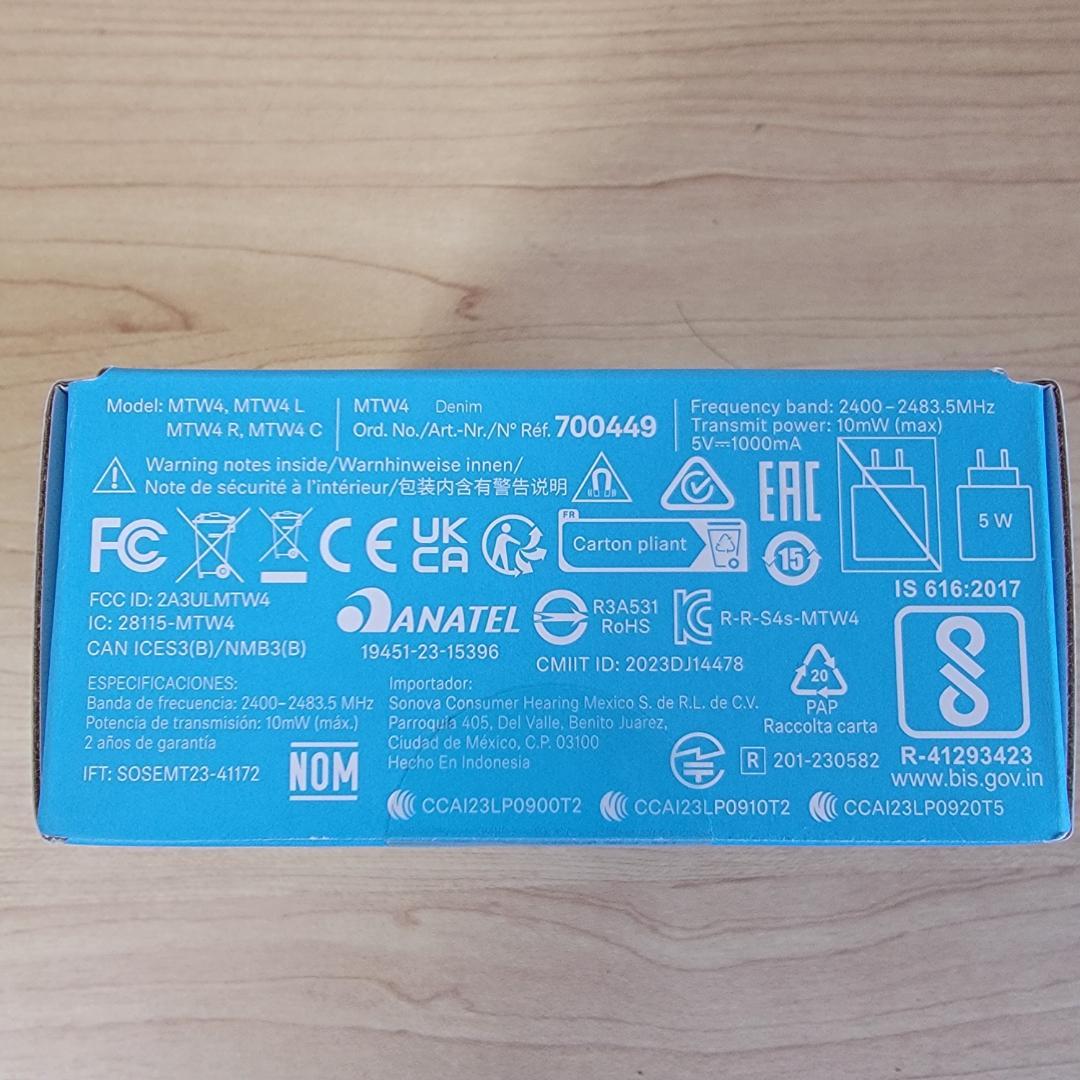 Model: MTW4, MTW4 L
MTW4 R, MTW4 C
MTW4 Denim
Ord. No./Art.-Nr./N° Réf. 700449
Frequency band: 2400–2483.5MHz
Transmit power: 10mW (max)
5V⎓1000mA
Warning notes inside/Warnhinweise innen/
Note de sécurité à l'intérieur/包装内含有警告说明
EAC
5 W
FC
CE
UK
CA
FR
Carton pliant
15
IS 616:2017
FCC ID: 2A3ULMTW4
IC: 28115-MTW4
CAN ICES3(B)/NMB3(B)
ANATEL
19451-23-15396
R3A531
RoHS
KC
R-R-S4s-MTW4
CMIIT ID: 2023DJ14478
20
PAP
Raccolta carta
R-41293423
www.bis.gov.in
ESPECIFICACIONES:
Banda de frecuencia: 2400–2483.5 MHz
Potencia de transmisión: 10mW (máx.)
2 años de garantía
IFT: SOSEMT23-41172
NOM
Importador:
Sonova Consumer Hearing Mexico S. de R.L. de C.V.
Parroquia 405, Del Valle, Benito Juarez,
Ciudad de México, C.P. 03100
Hecho En Indonesia
R 201-230582
CCAI23LP0900T2 CCAI23LP0910T2 CCAI23LP0920T5